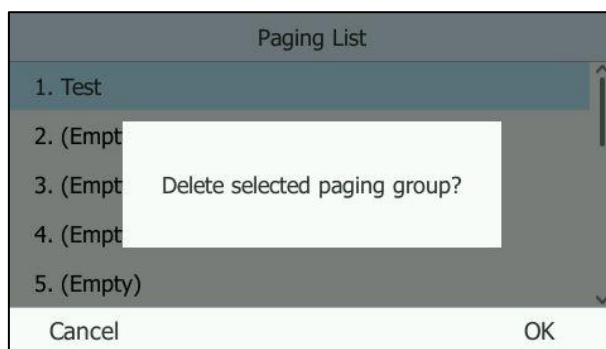 Paging List
1. Test
2. (Empt
3. (Empt
Delete selected paging group?
4. (Empt
5. (Empty)
Cancel OK